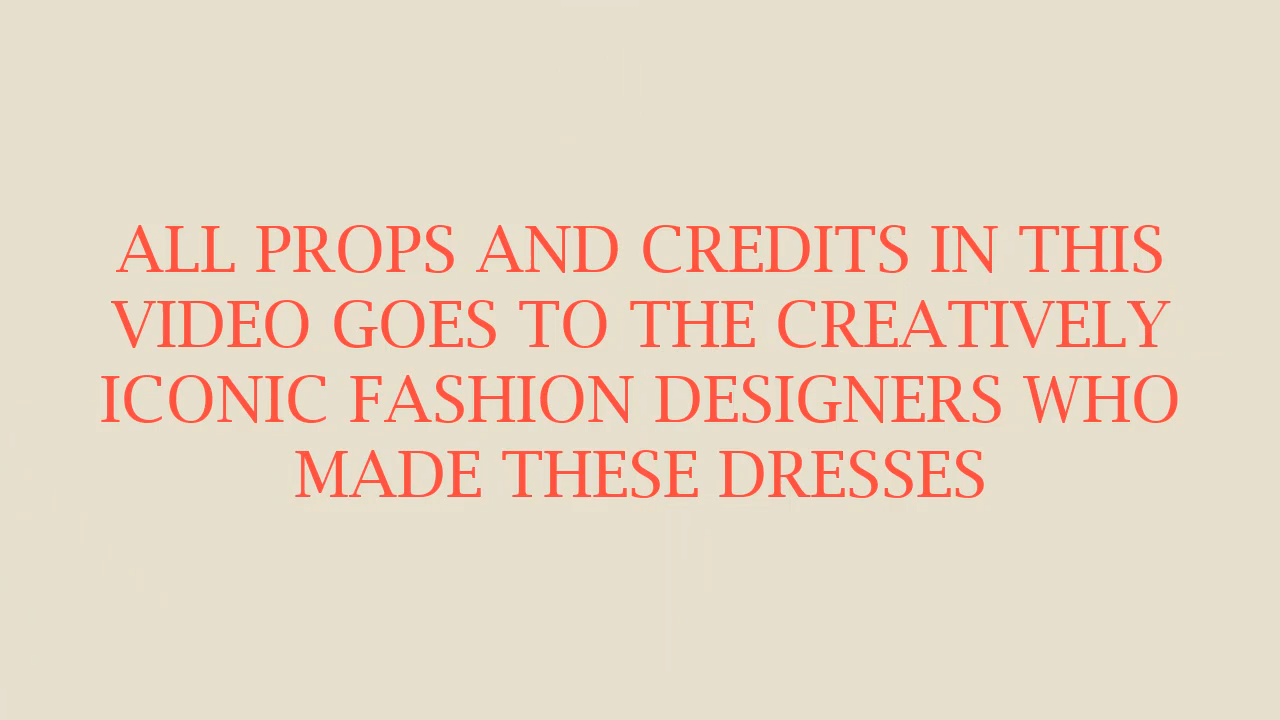 ALL PROPS AND CREDITS IN THIS
VIDEO GOES TO THE CREATIVELY
ICONIC FASHION DESIGNERS WHO
MADE THESE DRESSES